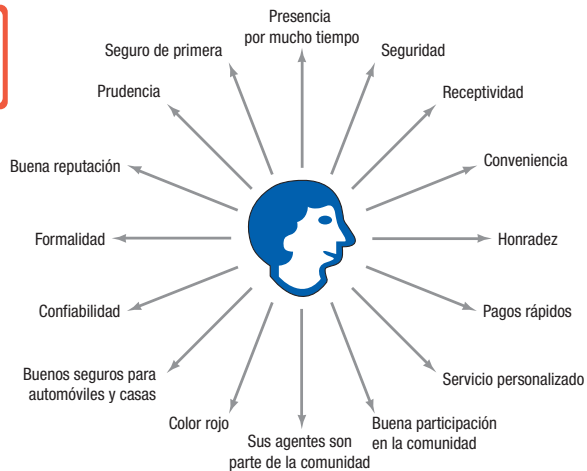 Presencia
por mucho tiempo
Seguro de primera
Seguridad
Prudencia
Receptividad
Buena reputación
Conveniencia
Formalidad
Honradez
Confiabilidad
Pagos rápidos
Buenos seguros para
automóviles y casas
Servicio personalizado
Color rojo
Sus agentes son
parte de la comunidad
Buena participación
en la comunidad